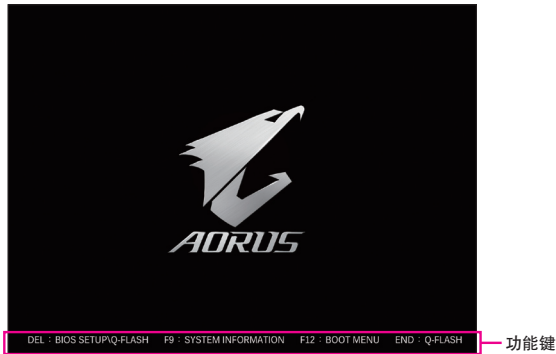 AORUS
DEL : BIOS SETUP\Q-FLASH F9 : SYSTEM INFORMATION F12 : BOOT MENU END : Q-FLASH
功能键